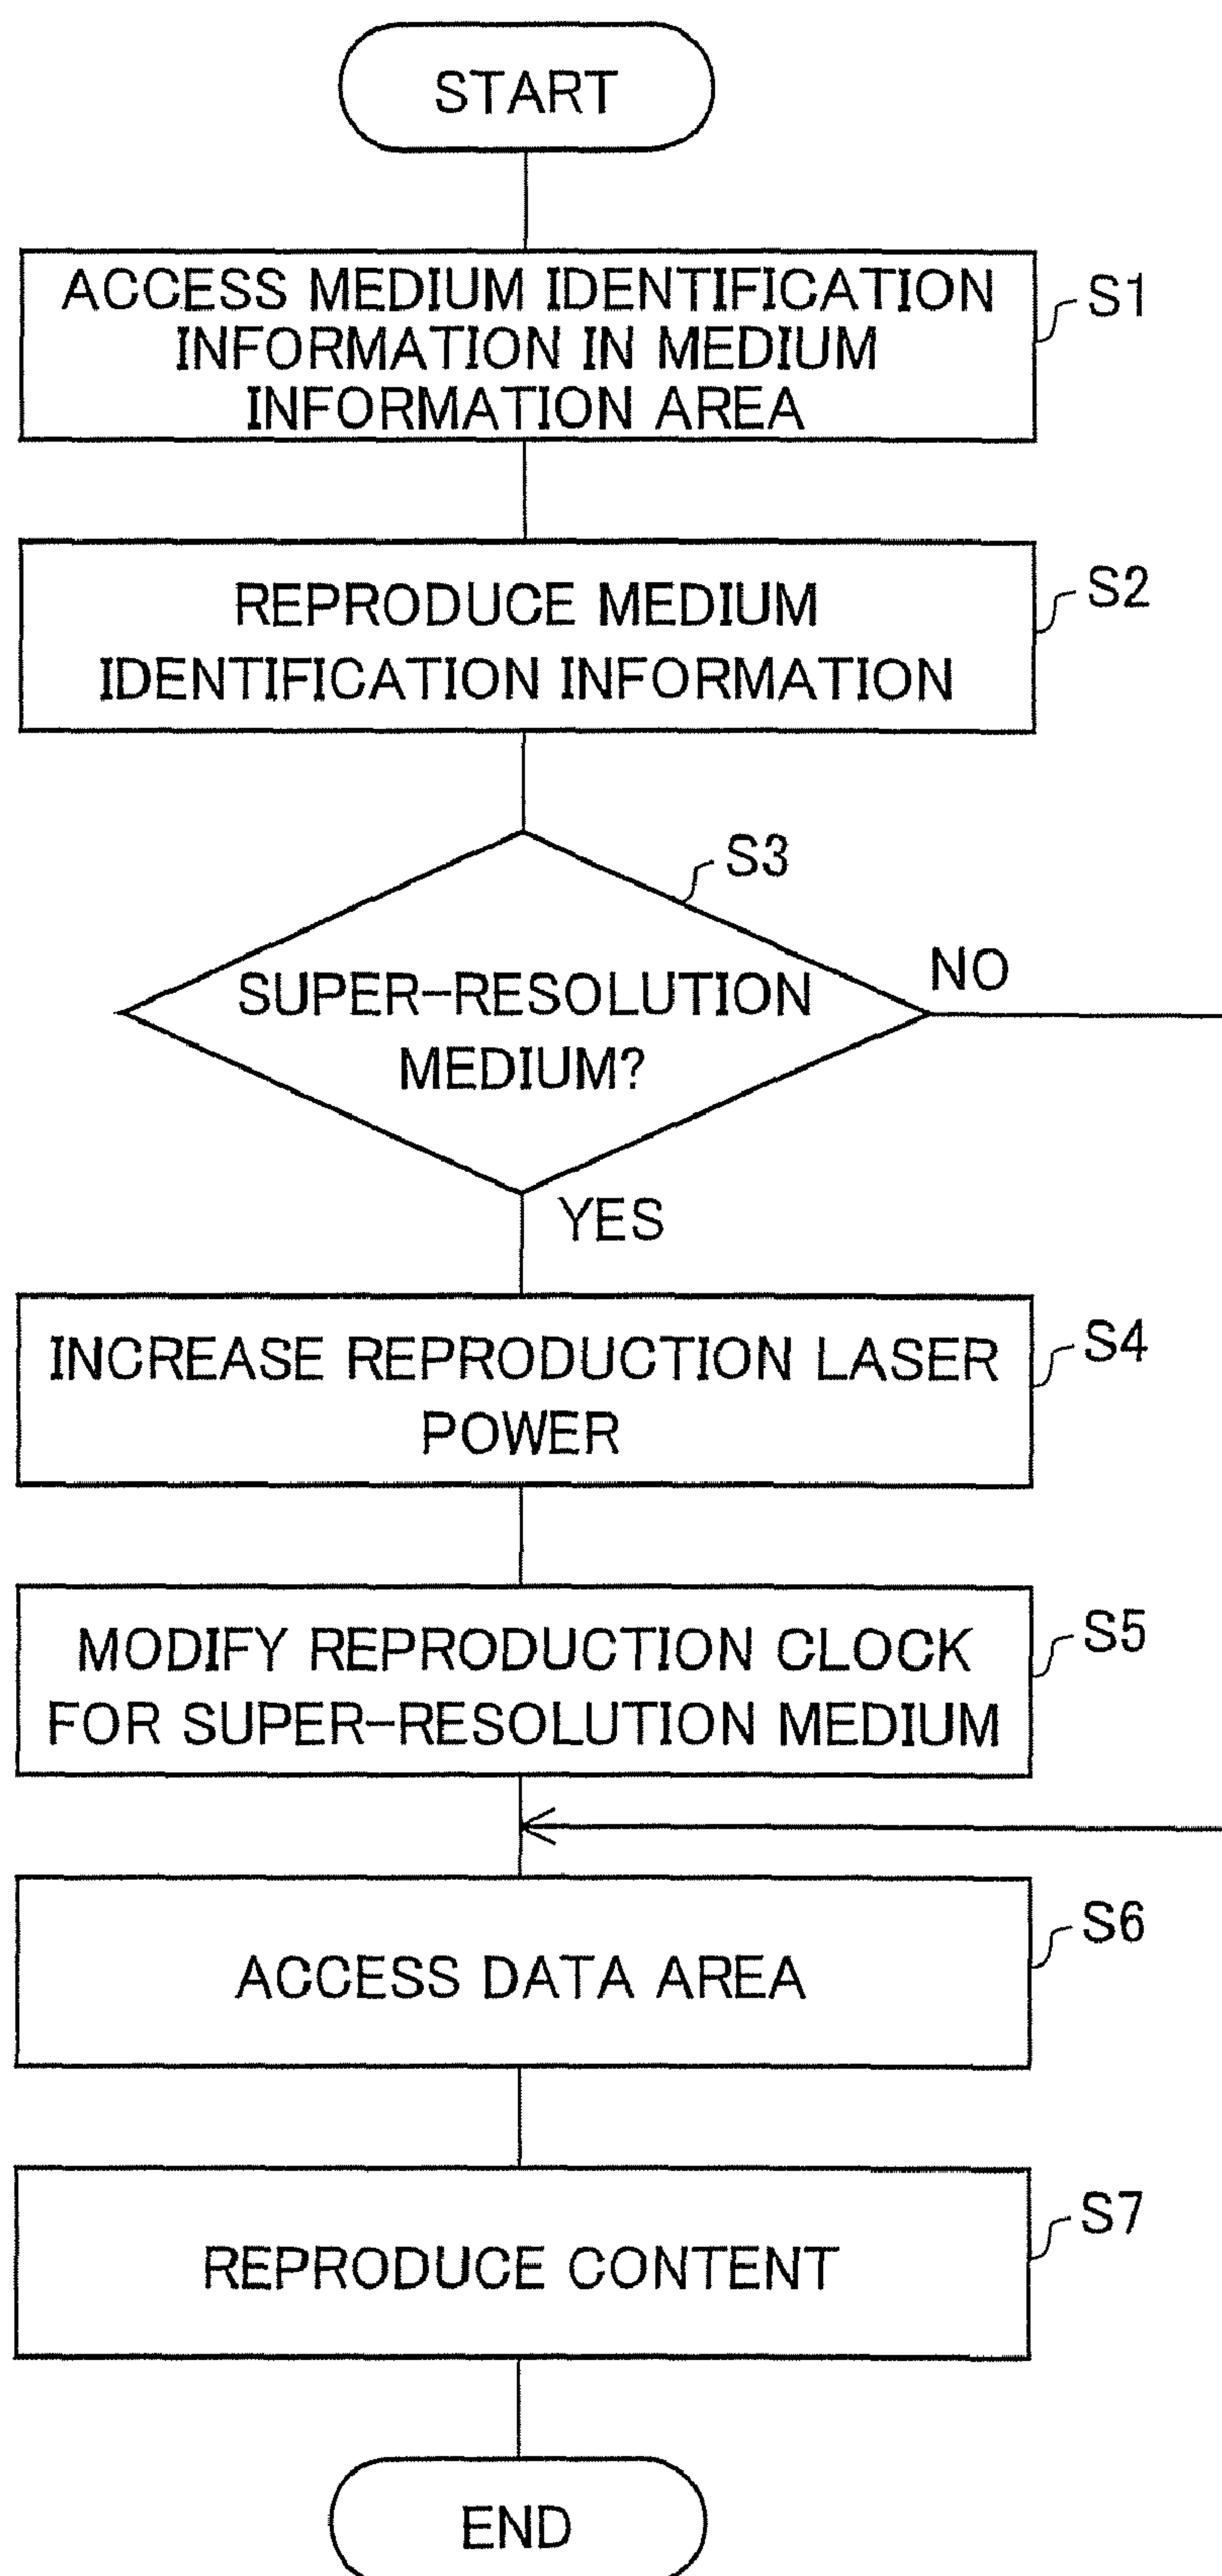 START
ACCESS MEDIUM IDENTIFICATION
INFORMATION IN MEDIUM
INFORMATION AREA
S1
REPRODUCE MEDIUM
IDENTIFICATION INFORMATION
S2
S3
SUPER-RESOLUTION
MEDIUM?
NO
YES
INCREASE REPRODUCTION LASER
POWER
S4
MODIFY REPRODUCTION CLOCK
FOR SUPER-RESOLUTION MEDIUM
S5
ACCESS DATA AREA
S6
REPRODUCE CONTENT
S7
END